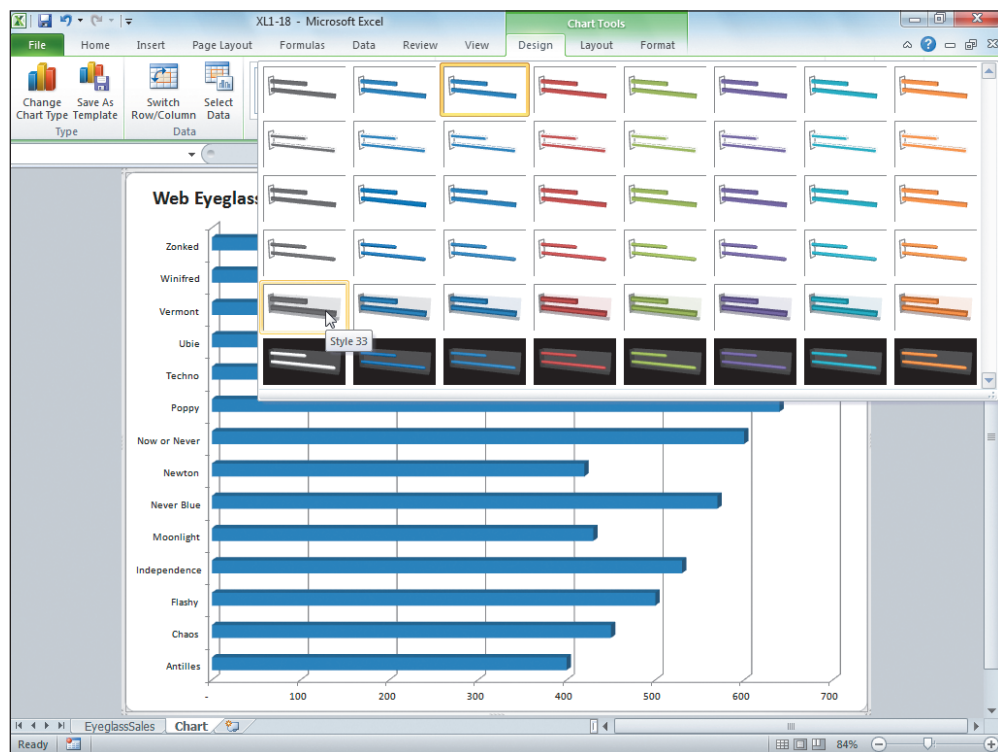 XL1-18 - Microsoft Excel
Chart Tools
File Home Insert Page Layout Formulas Data Review View Design Layout Format
Change Chart Type
Save As Template
Switch Row/Column
Select Data
Type
Data
Web Eyeglas
Zonked
Winifred
Vermont
Ubie
Techno
Poppy
Now or Never
Newton
Never Blue
Moonlight
Independence
Flashy
Chaos
Antilles
- 100 200 300 400 500 600 700
Style 33
EyeglassSales Chart
Ready 84%